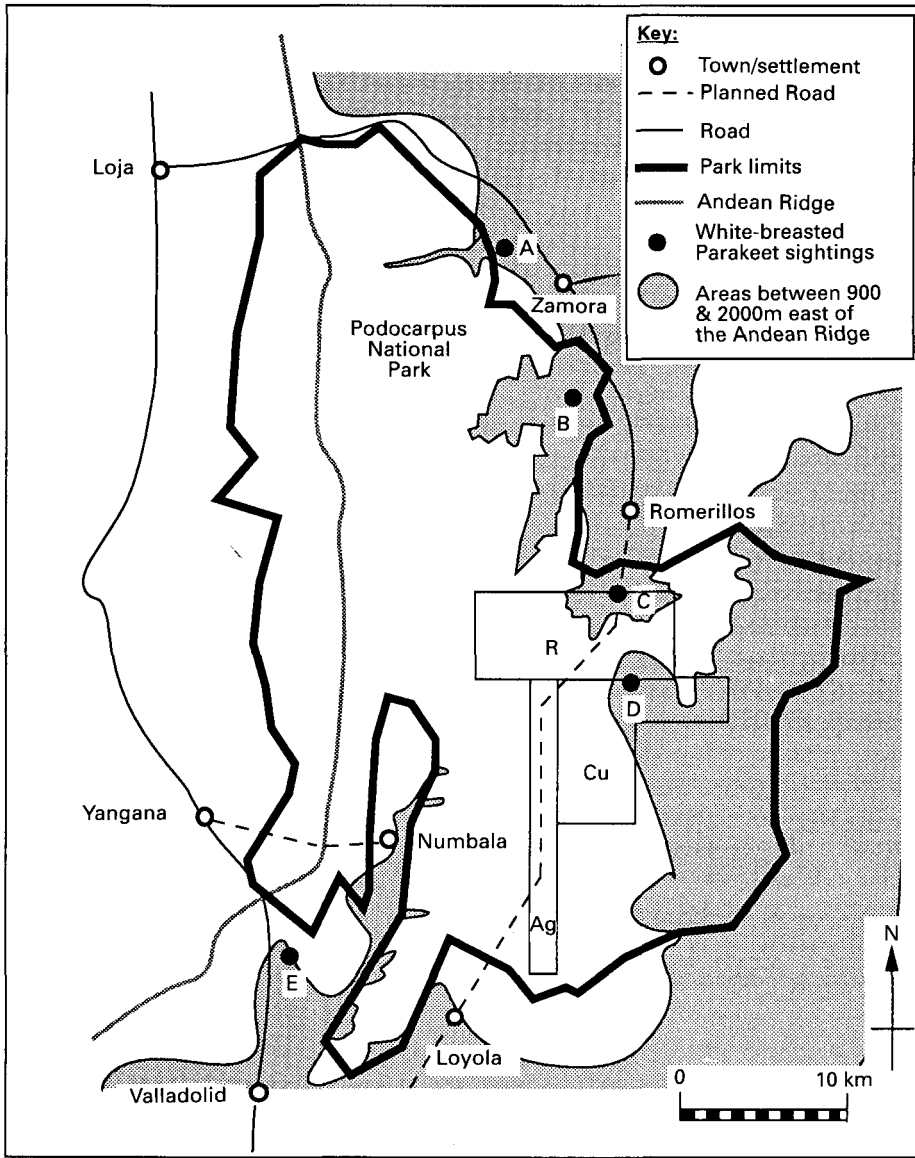 Key:
Town/settlement
Planned Road
Road
Park limits
Andean Ridge
White-breasted
Parakeet sightings
Areas between 900
& 2000m east of
the Andean Ridge
Loja
A
Zamora
Podocarpus
National
Park
B
Romerillos
C
R
D
Cu
Yangana
Numbala
Ag
N
E
Loyola
Valladolid
0 10 km